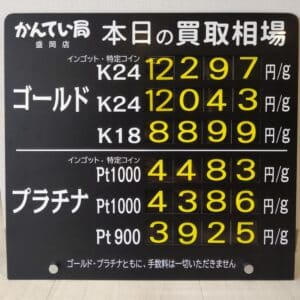 かんてい局
盛岡店
本日の買取相場
インゴット・特定コイン
K24 12297 円/g
ゴールド K24 12043 円/g
K18 8899 円/g
インゴット・特定コイン
Pt1000 4483 円/g
プラチナ Pt1000 4386 円/g
Pt900 3925 円/g
ゴールド・プラチナともに、手数料は一切いただきません